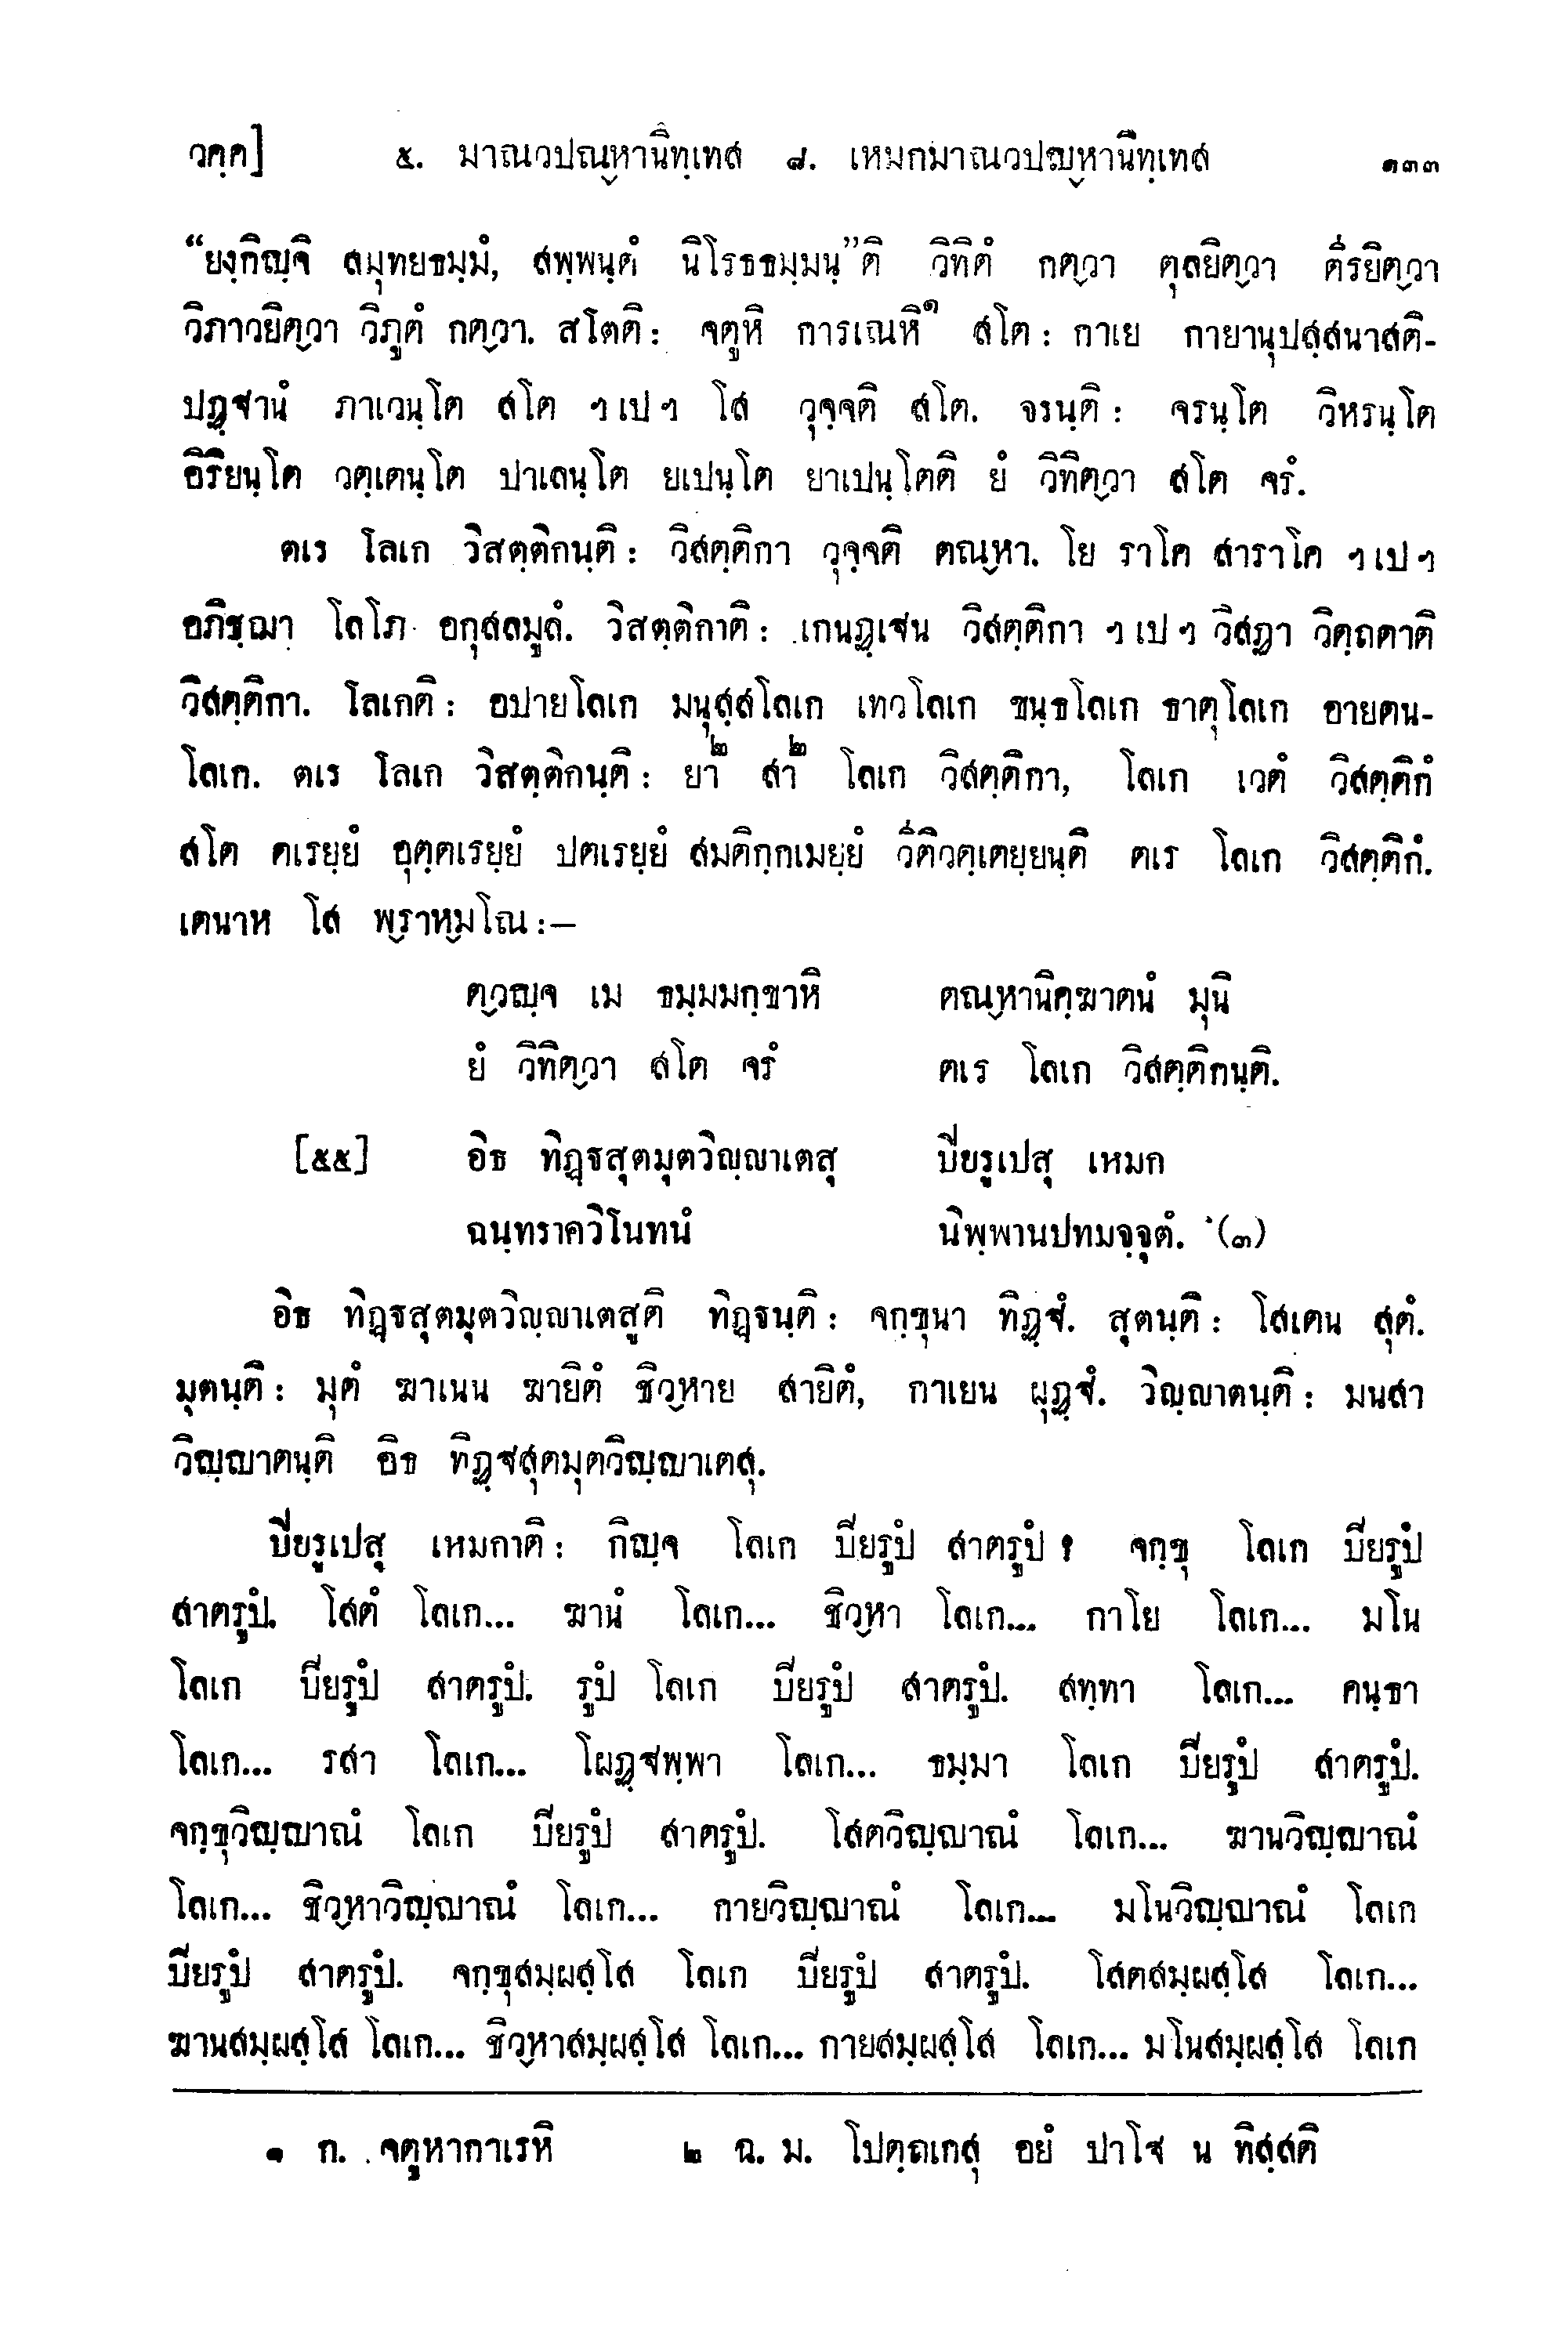 วคฺค]     ๕. มาณวปณฺหานิทฺเทส ๘. เหมกมาณวปญฺหานิทฺเทส     ๑๓๓
“ยงฺกิญฺจิ สมุทยธมฺมํ, สพฺพนฺตํ นิโรธธมฺมนฺ”ติ วิทิตํ กตฺวา ตุลยิตฺวา ตีรยิตฺวา
วิภาวยิตฺวา วิภูตํ กตฺวา. สโตติ: จตูหิ การเณหิ๑ สโต: กาเย กายานุปสฺสนาสติ-
ปฏฺฐานํ ภาเวนฺโต สโต ฯเปฯ โส วุจฺจติ สโต. จรนฺติ: จรนฺโต วิหรนฺโต
อิริยนฺโต วตฺเตนฺโต ปาเลนฺโต ยเปนฺโต ยาเปนฺโตติ ยํ วิทิตฺวา สโต จรํ.
ตเร โลเก วิสตฺติกนฺติ: วิสตฺติกา วุจฺจติ ตณฺหา. โย ราโค สาราโค ฯเปฯ
อภิชฺฌา โลโภ อกุสลมูลํ. วิสตฺติกาติ: เกนฏฺเฐน วิสตฺติกา ฯเปฯ วิสฏา วิตฺถตาติ
วิสตฺติกา. โลเกติ: อปายโลเก มนุสฺสโลเก เทวโลเก ขนฺธโลเก ธาตุโลเก อายตน-
โลเก. ตเร โลเก วิสตฺติกนฺติ: ยา๒ สา๒ โลเก วิสตฺติกา, โลเก เวตํ วิสตฺติกํ
สโต ตเรยฺยํ อุตฺตเรยฺยํ ปตเรยฺยํ สมติกฺกเมยฺยํ วีติวตฺเตยฺยนฺติ ตเร โลเก วิสตฺติกํ.
เตนาห โส พฺราหฺมโณ:–
ตฺวญฺจ เม ธมฺมมกฺขาหิ     ตณฺหานิคฺฆาตนํ มุนิ
ยํ วิทิตฺวา สโต จรํ     ตเร โลเก วิสตฺติกนฺติ.
[๕๕]     อิธ ทิฏฺฐสุตมุตวิญฺญาเตสุ     ปิยรูเปสุ เหมก
ฉนฺทราควิโนทนํ     นิพฺพานปทมจฺจุตํ. (๓)
อิธ ทิฏฺฐสุตมุตวิญฺญาเตสูติ ทิฏฺฐนฺติ: จกฺขุนา ทิฏฺฐํ. สุตนฺติ: โสเตน สุตํ.
มุตนฺติ: มุตํ ฆาเนน ฆายิตํ ชิวฺหาย สายิตํ, กาเยน ผุฏฺฐํ. วิญฺญาตนฺติ: มนสา
วิญฺญาตนฺติ อิธ ทิฏฺฐสุตมุตวิญฺญาเตสุ.
ปิยรูเปสุ เหมกาติ: กิญฺจ โลเก ปิยรูปํ สาตรูปํ? จกฺขุ โลเก ปิยรูปํ
สาตรูปํ. โสตํ โลเก... ฆานํ โลเก... ชิวฺหา โลเก... กาโย โลเก... มโน
โลเก ปิยรูปํ สาตรูปํ. รูปํ โลเก ปิยรูปํ สาตรูปํ. สทฺทา โลเก... คนฺธา
โลเก... รสา โลเก... โผฏฺฐพฺพา โลเก... ธมฺมา โลเก ปิยรูปํ สาตรูปํ.
จกฺขุวิญฺญาณํ โลเก ปิยรูปํ สาตรูปํ. โสตวิญฺญาณํ โลเก... ฆานวิญฺญาณํ
โลเก... ชิวฺหาวิญฺญาณํ โลเก... กายวิญฺญาณํ โลเก... มโนวิญฺญาณํ โลเก
ปิยรูปํ สาตรูปํ. จกฺขุสมฺผสฺโส โลเก ปิยรูปํ สาตรูปํ. โสตสมฺผสฺโส โลเก...
ฆานสมฺผสฺโส โลเก... ชิวฺหาสมฺผสฺโส โลเก... กายสมฺผสฺโส โลเก... มโนสมฺผสฺโส โลเก
๑ ก. จตูหากาเรหิ     ๒ ฉ. ม. โปตฺถเกสุ อยํ ปาโฐ น ทิสฺสติ